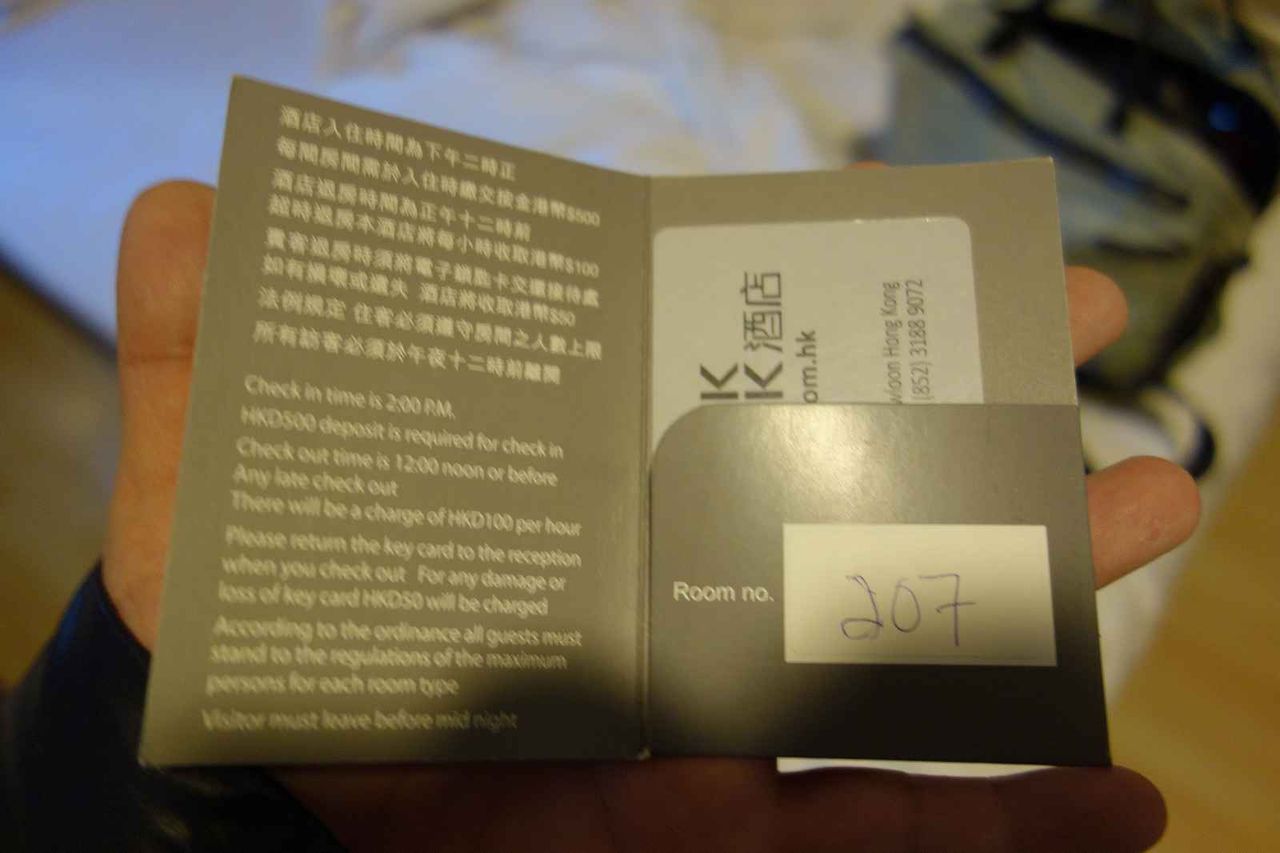 酒店入住時間為下午二時正
每間房間需於入住時繳交按金港幣$500
酒店退房時間為正午十二時前
超時退房本酒店將每小時收取港幣$100
貴客退房時須將電子鎖匙卡交還接待處
如有損壞或遺失 酒店將收取港幣$50
法例規定 住客必須遵守房間之人數上限
所有訪客必須於午夜十二時前離開
Check in time is 2:00 P.M.
HKD500 deposit is required for check in
Check out time is 12:00 noon or before
Any late check out
There will be a charge of HKD100 per hour
Please return the key card to the reception
when you check out For any damage or
loss of key card HKD50 will be charged
According to the ordinance all guests must
stand to the regulations of the maximum
persons for each room type
Visitor must leave before mid night
K
K 酒店
om.hk
Hong Kong
(852) 3188 9072
Room no.
207